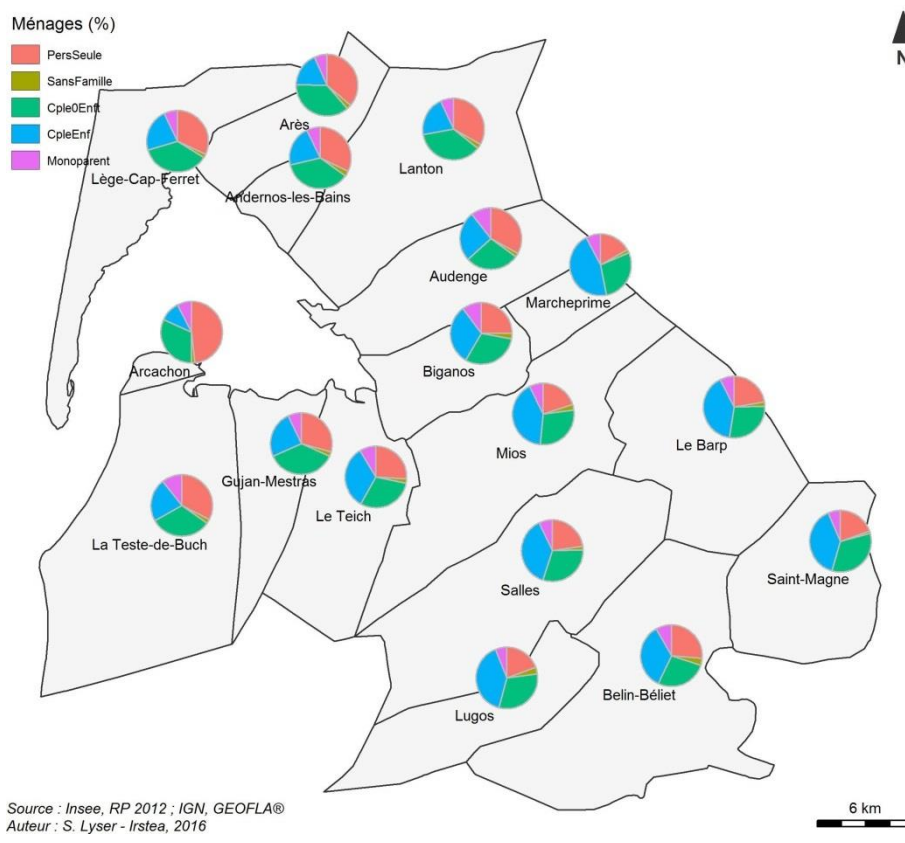 Ménages (%)
PersSeule
SansFamille
Cple0Enft
CpleEnf
Monoparent
N
Arès
Lanton
Lège-Cap-Ferret
Andernos-les-Bains
Audenge
Marcheprime
Arcachon
Biganos
Mios
Le Barp
Gujan-Mestras
Le Teich
La Teste-de-Buch
Salles
Saint-Magne
Belin-Béliet
Lugos
Source : Insee, RP 2012 ; IGN, GEOFLA®
Auteur : S. Lyser - Irstea, 2016
6 km